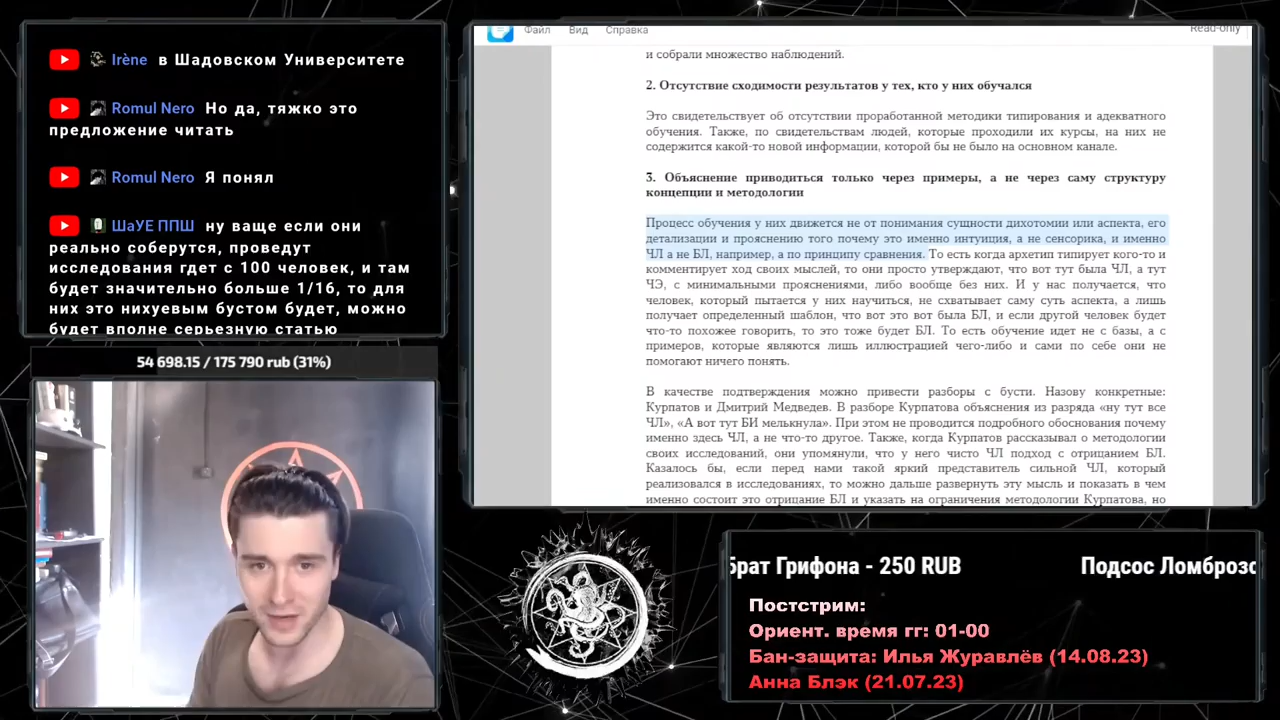 Irène в Шадовском Университете
Romul Nero Но да, тяжко это
предложение читать
Romul Nero Я понял
ШаУЕ ППШ ну ваще если они
реально соберутся, проведут
исследования гдет с 100 человек, и там
будет значительно больше 1/16, то для
них это нихуевым бустом будет, можно
будет вполне серьезную статью
54 698.15 / 175 790 rub (31%)
Файл Вид Справка Read-only
и собрали множество наблюдений.
2. Отсутствие сходимости результатов у тех, кто у них обучался
Это свидетельствует об отсутствии проработанной методики типирования и адекватного
обучения. Также, по свидетельствам людей, которые проходили их курсы, на них не
содержится какой-то новой информации, которой бы не было на основном канале.
3. Объяснение приводиться только через примеры, а не через саму структуру
концепции и методологии
Процесс обучения у них движется не от понимания сущности дихотомии или аспекта, его
детализации и прояснению того почему это именно интуиция, а не сенсорика, и именно
ЧЛ а не БЛ, например, а по принципу сравнения. То есть когда архетип типирует кого-то и
комментирует ход своих мыслей, то они просто утверждают, что вот тут была ЧЛ, а тут
ЧЭ, с минимальными прояснениями, либо вообще без них. И у нас получается, что
человек, который пытается у них научиться, не схватывает саму суть аспекта, а лишь
получает определенный шаблон, что вот это вот была БЛ, и если другой человек будет
что-то похожее говорить, то это тоже будет БЛ. То есть обучение идет не с базы, а с
примеров, которые являются лишь иллюстрацией чего-либо и сами по себе они не
помогают ничего понять.
В качестве подтверждения можно привести разборы с бусти. Назову конкретные:
Курпатов и Дмитрий Медведев. В разборе Курпатова объяснения из разряда «ну тут все
ЧЛ», «А вот тут БИ мелькнула». При этом не проводится подробного обоснования почему
именно здесь ЧЛ, а не что-то другое. Также, когда Курпатов рассказывал о методологии
своих исследований, они упомянули, что у него чисто ЧЛ подход с отрицанием БЛ.
Казалось бы, если перед нами такой яркий представитель сильной ЧЛ, который
реализовался в исследованиях, то можно дальше развернуть эту мысль и показать в чем
именно состоит это отрицание БЛ и указать на ограничения методологии Курпатова, но
брат Грифона - 250 RUB Подсос Ломброзо
Постстрим:
Ориент. время гг: 01-00
Бан-защита: Илья Журавлёв (14.08.23)
Анна Блэк (21.07.23)